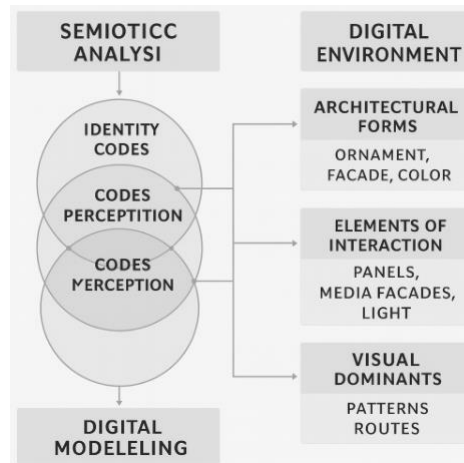 SEMIOTICC
ANALYSI
IDENTITY
CODES
CODES
PERCEPTITION
CODES
MERCEPTION
DIGITAL
MODELELING
DIGITAL
ENVIRONMENT
ARCHITECTURAL
FORMS
ORNAMENT,
FACADE, COLOR
ELEMENTS OF
INTERACTION
PANELS,
MEDIA FACADES,
LIGHT
VISUAL
DOMINANTS
PATTERNS
ROUTES